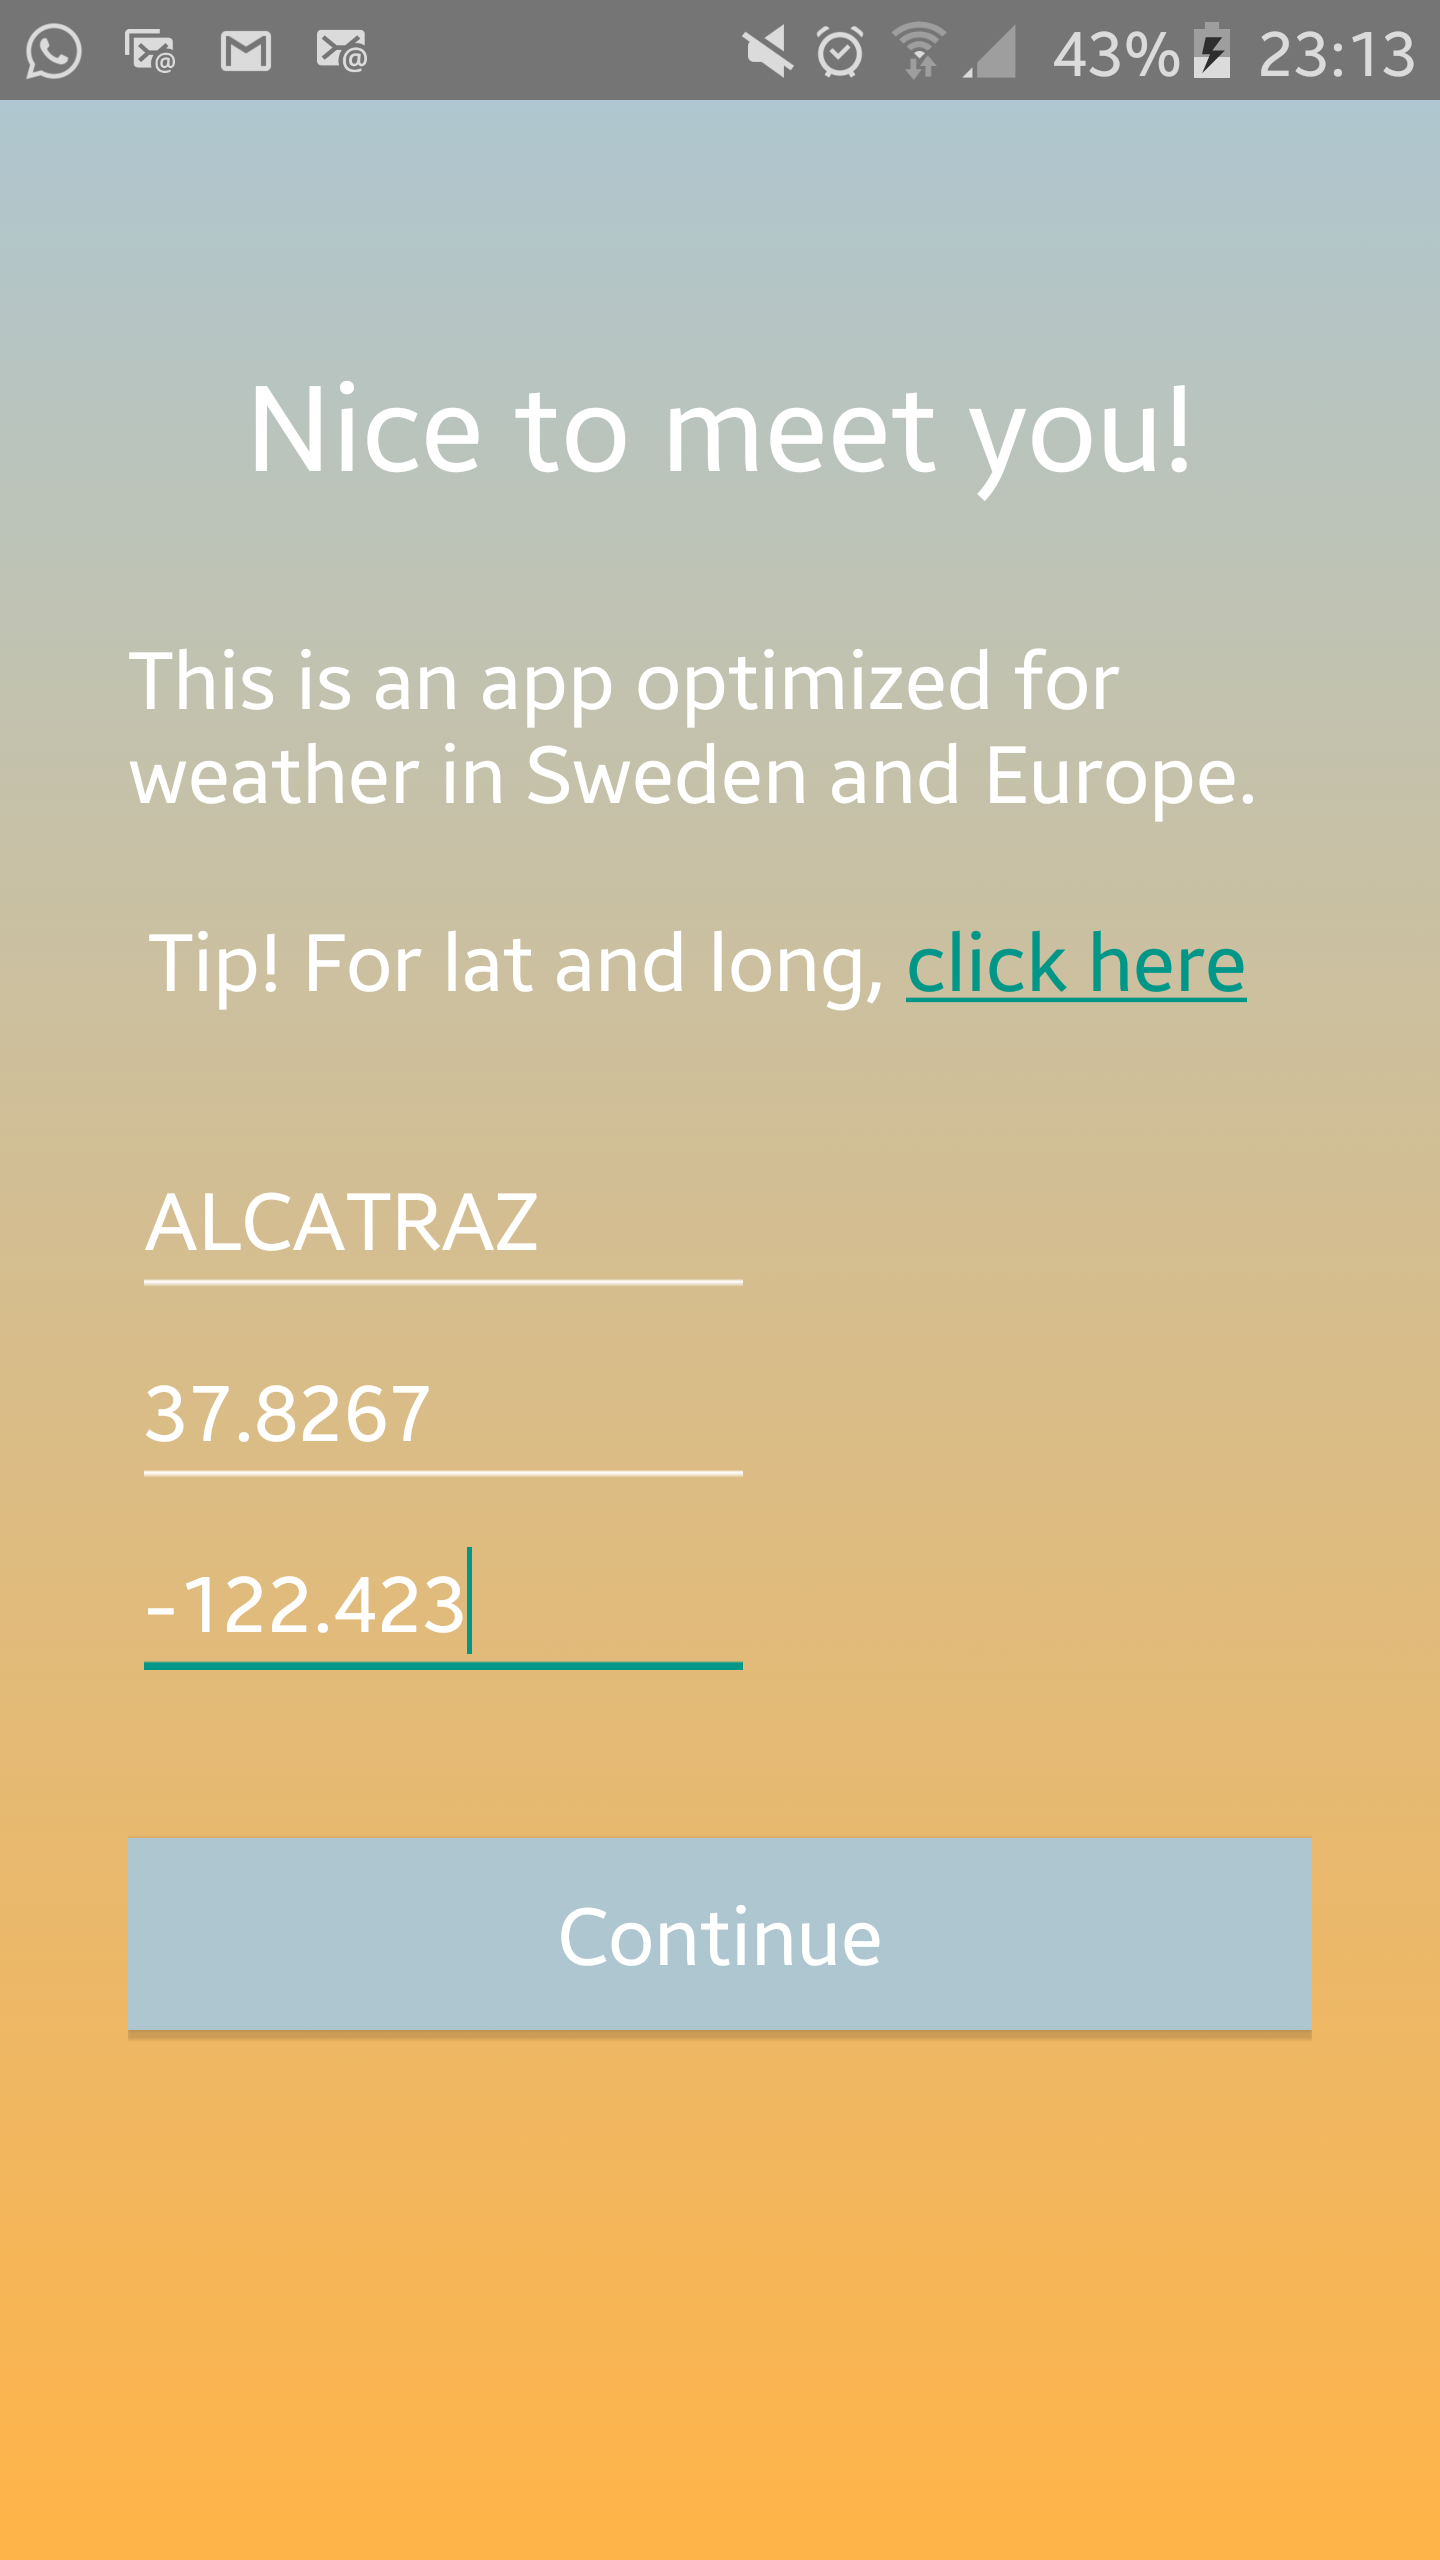 43% 23:13
Nice to meet you!
This is an app optimized for
weather in Sweden and Europe.
Tip! For lat and long, click here
ALCATRAZ
37.8267
-122.423
Continue